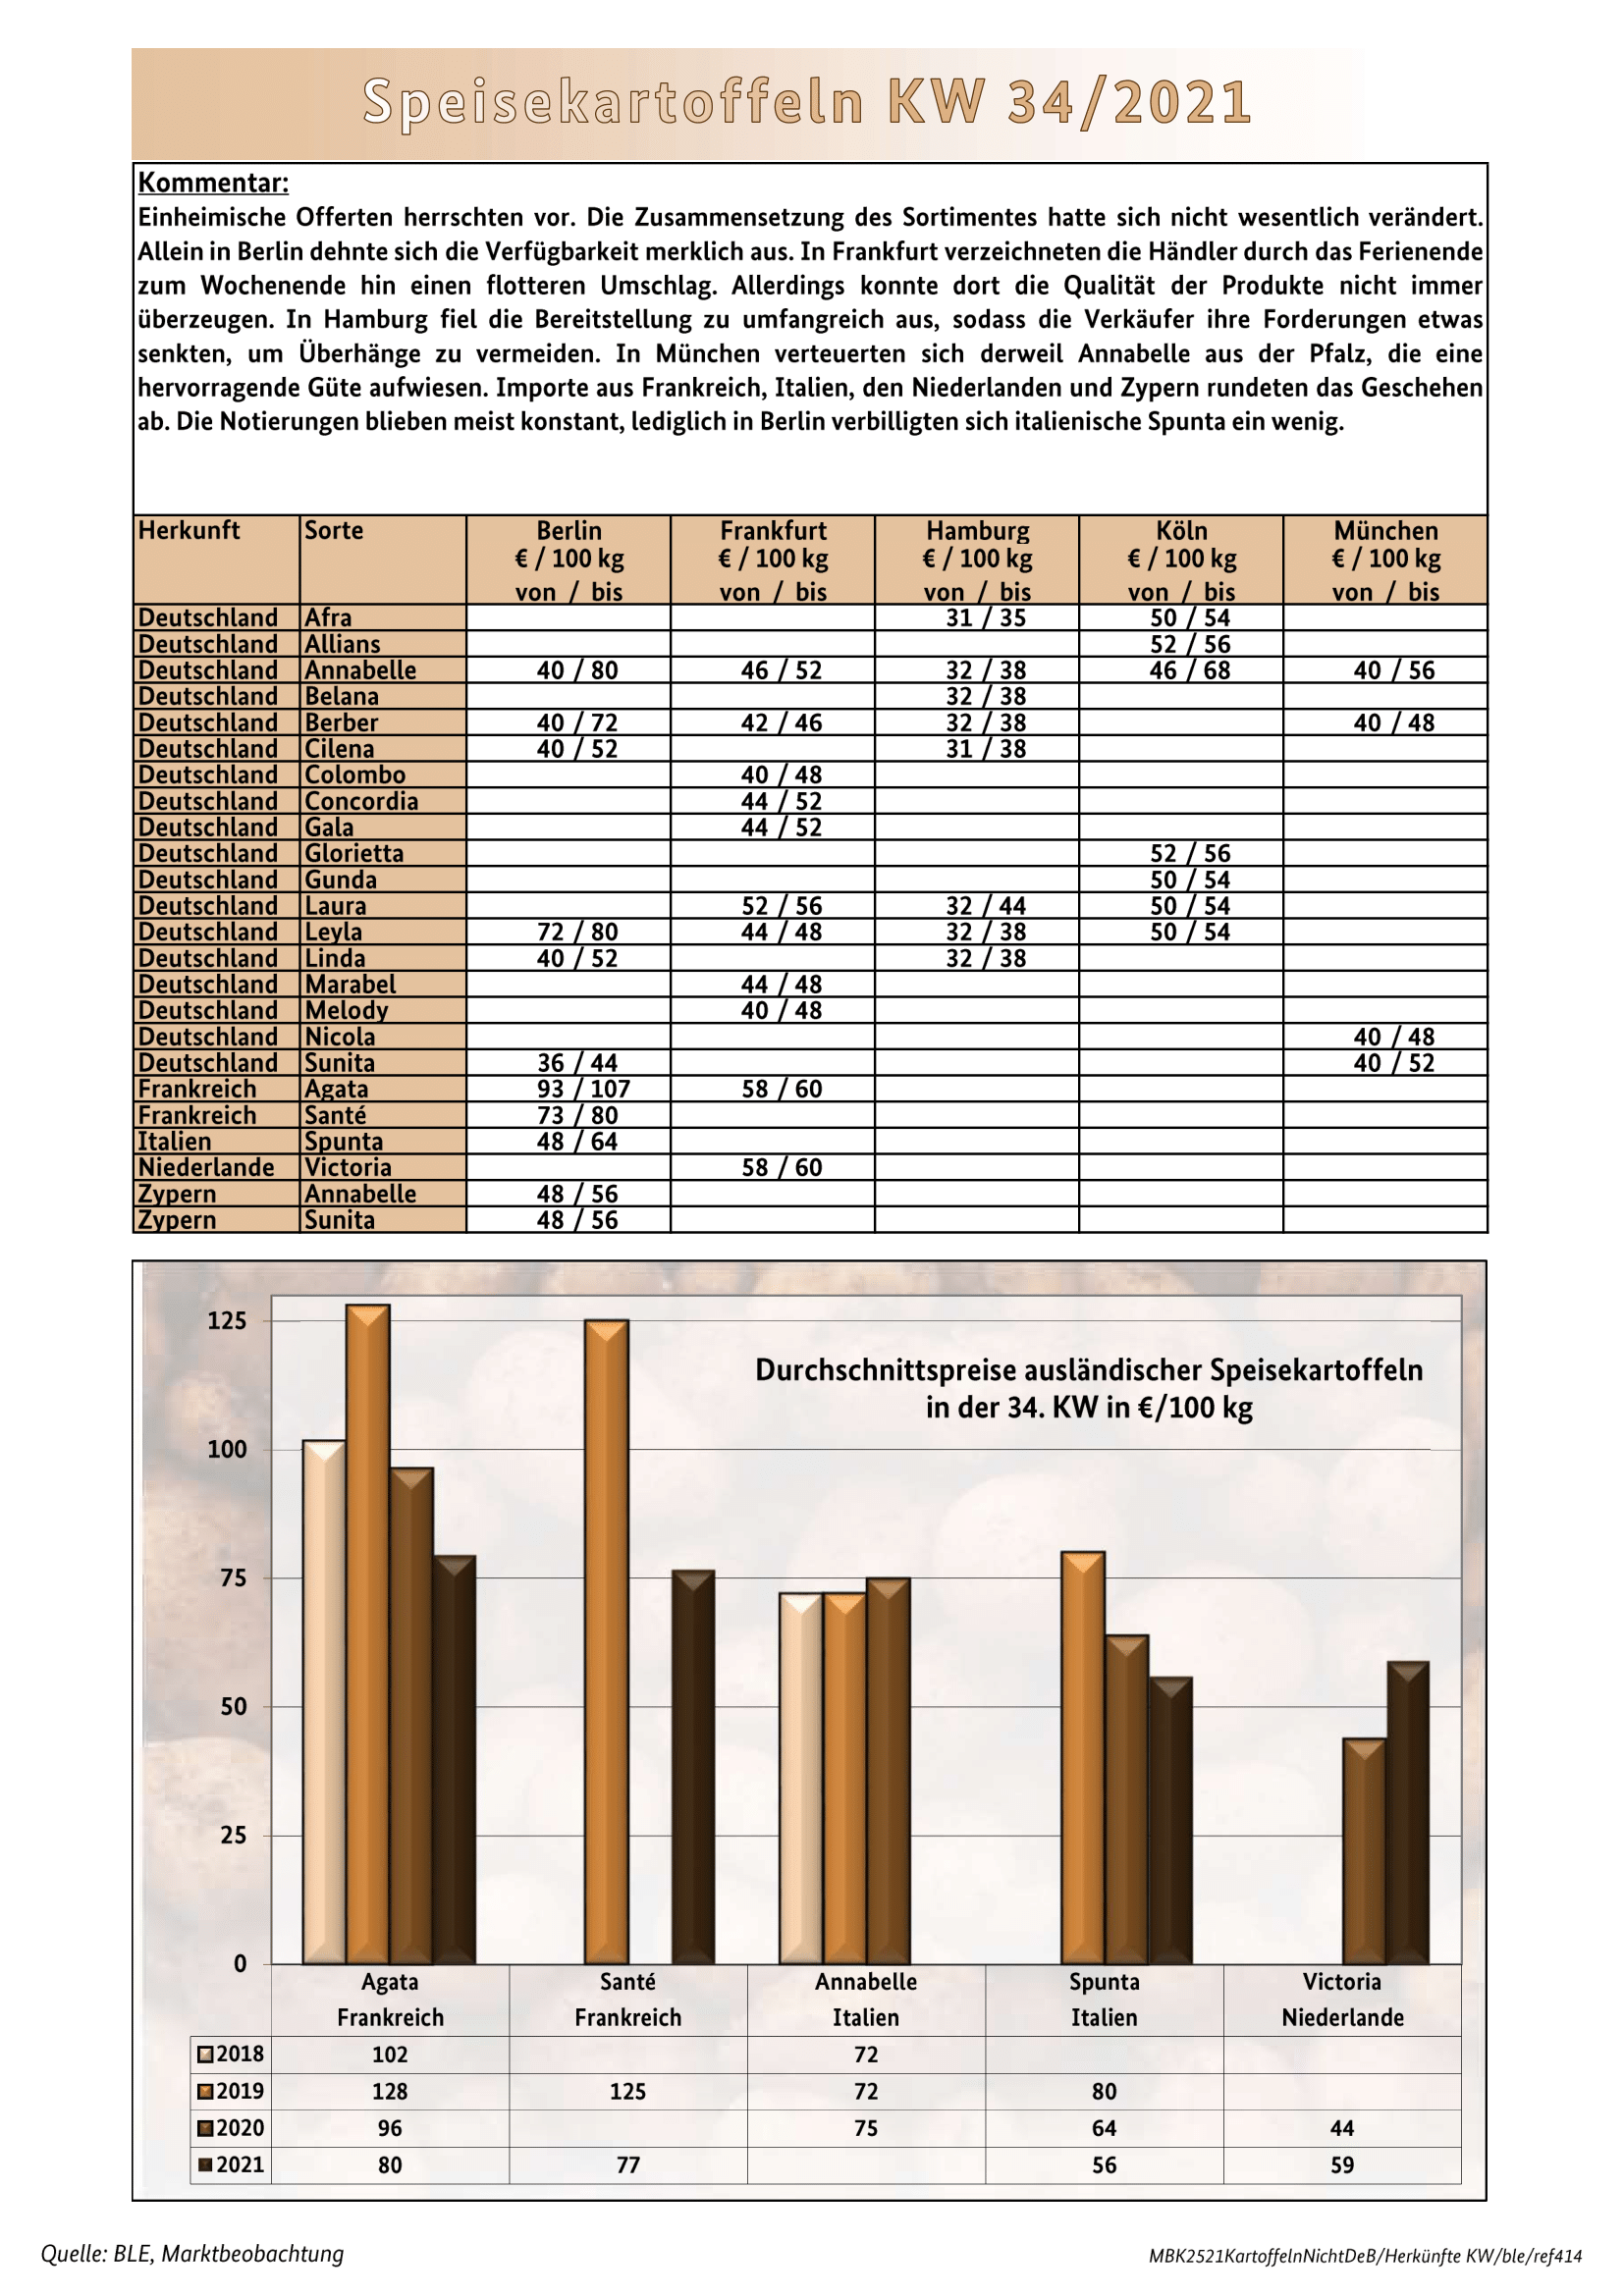 Speisekartoffeln KW 34/2021
Kommentar:
Einheimische Offerten herrschten vor. Die Zusammensetzung des Sortimentes hatte sich nicht wesentlich verändert.
Allein in Berlin dehnte sich die Verfügbarkeit merklich aus. In Frankfurt verzeichneten die Händler durch das Ferienende
zum Wochenende hin einen flotteren Umschlag. Allerdings konnte dort die Qualität der Produkte nicht immer
überzeugen. In Hamburg fiel die Bereitstellung zu umfangreich aus, sodass die Verkäufer ihre Forderungen etwas
senkten, um Überhänge zu vermeiden. In München verteuerten sich derweil Annabelle aus der Pfalz, die eine
hervorragende Güte aufwiesen. Importe aus Frankreich, Italien, den Niederlanden und Zypern rundeten das Geschehen
ab. Die Notierungen blieben meist konstant, lediglich in Berlin verbilligten sich italienische Spunta ein wenig.
Herkunft Sorte Berlin Frankfurt Hamburg Köln München
€ / 100 kg € / 100 kg € / 100 kg € / 100 kg € / 100 kg
von / bis von / bis von / bis von / bis von / bis
Deutschland Afra 31 / 35 50 / 54
Deutschland Allians 52 / 56
Deutschland Annabelle 40 / 80 46 / 52 32 / 38 46 / 68 40 / 56
Deutschland Belana 32 / 38
Deutschland Berber 40 / 72 42 / 46 32 / 38 40 / 48
Deutschland Cilena 40 / 52 31 / 38
Deutschland Colombo 40 / 48
Deutschland Concordia 44 / 52
Deutschland Gala 44 / 52
Deutschland Glorietta 52 / 56
Deutschland Gunda 50 / 54
Deutschland Laura 52 / 56 32 / 44 50 / 54
Deutschland Leyla 72 / 80 44 / 48 32 / 38 50 / 54
Deutschland Linda 40 / 52 32 / 38
Deutschland Marabel 44 / 48
Deutschland Melody 40 / 48
Deutschland Nicola 40 / 48
Deutschland Sunita 36 / 44 40 / 52
Frankreich Agata 93 / 107 58 / 60
Frankreich Santé 73 / 80
Italien Spunta 48 / 64
Niederlande Victoria 58 / 60
Zypern Annabelle 48 / 56
Zypern Sunita 48 / 56
Durchschnittspreise ausländischer Speisekartoffeln
in der 34. KW in €/100 kg
125
100
75
50
25
0
Agata Santé Annabelle Spunta Victoria
Frankreich Frankreich Italien Italien Niederlande
2018 102 72
2019 128 125 72 80
2020 96 75 64 44
2021 80 77 56 59
Quelle: BLE, Marktbeobachtung
MBK2521KartoffelnNichtDeB/Herkünfte KW/ble/ref414